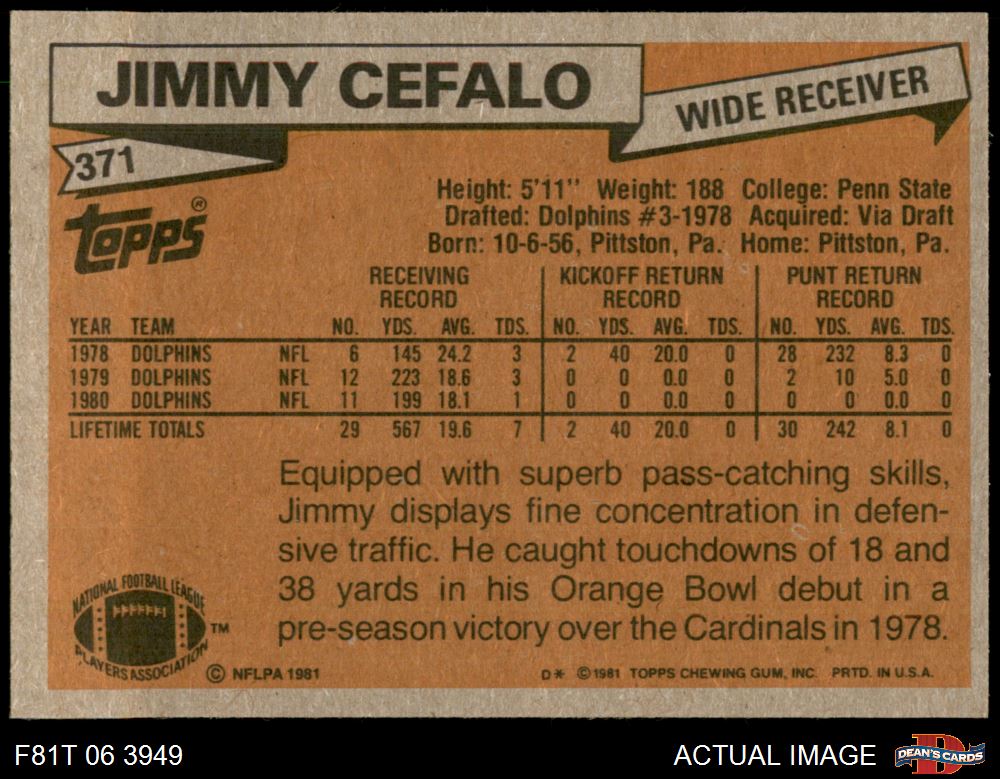 JIMMY CEFALO
WIDE RECEIVER
371
TOPPS®
Height: 5'11" Weight: 188 College: Penn State
Drafted: Dolphins #3-1978 Acquired: Via Draft
Born: 10-6-56, Pittston, Pa. Home: Pittston, Pa.
RECEIVING RECORD KICKOFF RETURN RECORD PUNT RETURN RECORD
YEAR TEAM NO. YDS. AVG. TDS. NO. YDS. AVG. TDS. NO. YDS. AVG. TDS.
1978 DOLPHINS NFL 6 145 24.2 3 2 40 20.0 0 28 232 8.3 0
1979 DOLPHINS NFL 12 223 18.6 3 0 0 0.0 0 2 10 5.0 0
1980 DOLPHINS NFL 11 199 18.1 1 0 0 0.0 0 0 0 0.0 0
LIFETIME TOTALS 29 567 19.6 7 2 40 20.0 0 30 242 8.1 0
Equipped with superb pass-catching skills,
Jimmy displays fine concentration in defen-
sive traffic. He caught touchdowns of 18 and
38 yards in his Orange Bowl debut in a
pre-season victory over the Cardinals in 1978.
NATIONAL FOOTBALL LEAGUE
PLAYERS ASSOCIATION
TM
© NFLPA 1981
D* ©1981 TOPPS CHEWING GUM, INC. PRTD. IN U.S.A.
F81T 06 3949
ACTUAL IMAGE
D
DEAN'S CARDS